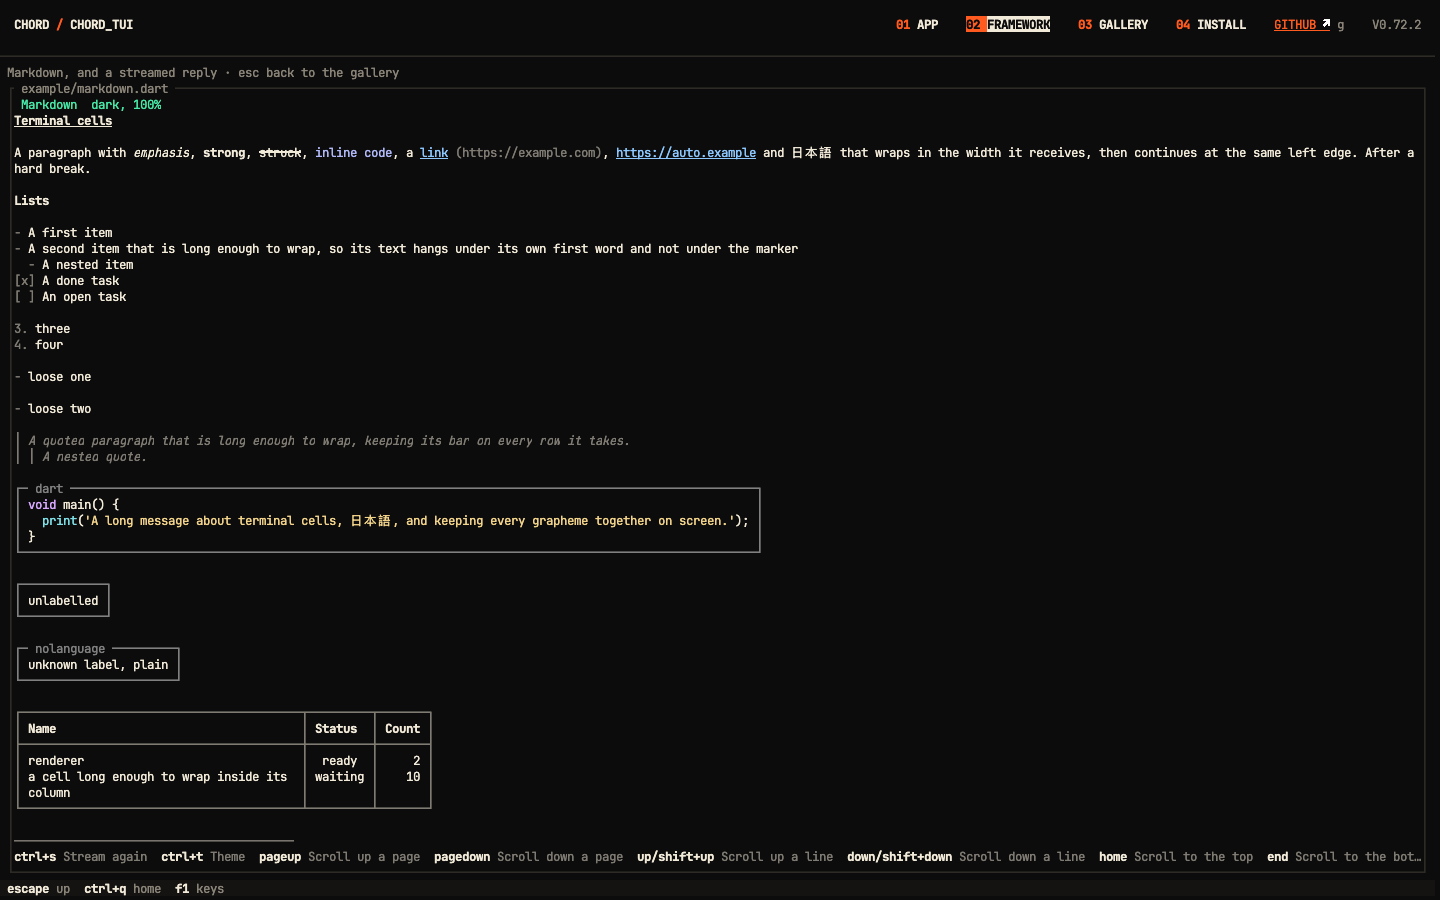 CHORD / CHORD_TUI
01 APP 02 FRAMEWORK 03 GALLERY 04 INSTALL GITHUB ↗ g V0.72.2
Markdown, and a streamed reply · esc back to the gallery
example/markdown.dart
Markdown dark, 100%
Terminal cells
A paragraph with emphasis, strong, struck, inline code, a link (https://example.com), https://auto.example and 日本語 that wraps in the width it receives, then continues at the same left edge. After a
hard break.
Lists
- A first item
- A second item that is long enough to wrap, so its text hangs under its own first word and not under the marker
- A nested item
[x] A done task
[ ] An open task
3. three
4. four
- loose one
- loose two
A quoted paragraph that is long enough to wrap, keeping its bar on every row it takes.
A nested quote.
dart
void main() {
print('A long message about terminal cells, 日本語, and keeping every grapheme together on screen.');
}
unlabelled
nolanguage
unknown label, plain
Name Status Count
renderer ready 2
a cell long enough to wrap inside its waiting 10
column
ctrl+s Stream again ctrl+t Theme pageup Scroll up a page pagedown Scroll down a page up/shift+up Scroll up a line down/shift+down Scroll down a line home Scroll to the top end Scroll to the bot…
escape up ctrl+q home f1 keys